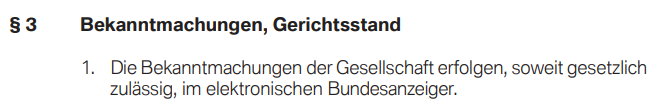 § 3 Bekanntmachungen, Gerichtsstand
1. Die Bekanntmachungen der Gesellschaft erfolgen, soweit gesetzlich
zulässig, im elektronischen Bundesanzeiger.